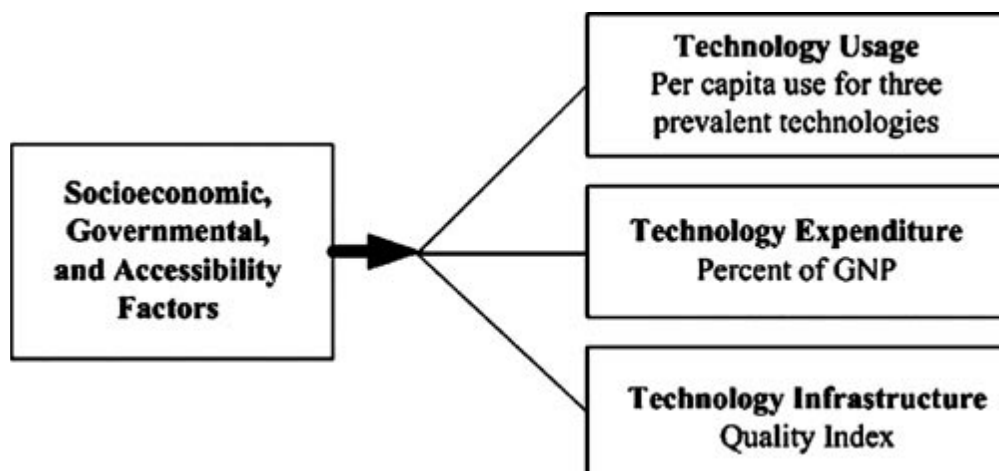 Socioeconomic,
Governmental,
and Accessibility
Factors
Technology Usage
Per capita use for three
prevalent technologies
Technology Expenditure
Percent of GNP
Technology Infrastructure
Quality Index